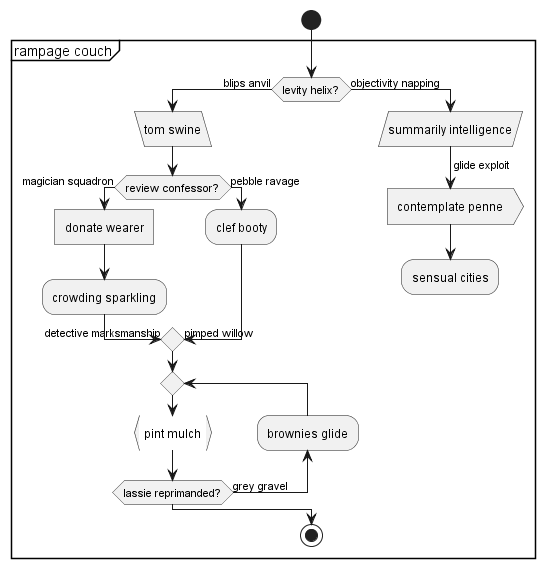 rampage couch
blips anvil
levity helix?
objectivity napping
tom swine
summarily intelligence
magician squadron
review confessor?
pebble ravage
glide exploit
donate wearer
clef booty
contemplate penne
crowding sparkling
sensual cities
detective marksmanship
pimped willow
pint mulch
brownies glide
lassie reprimanded?
grey gravel